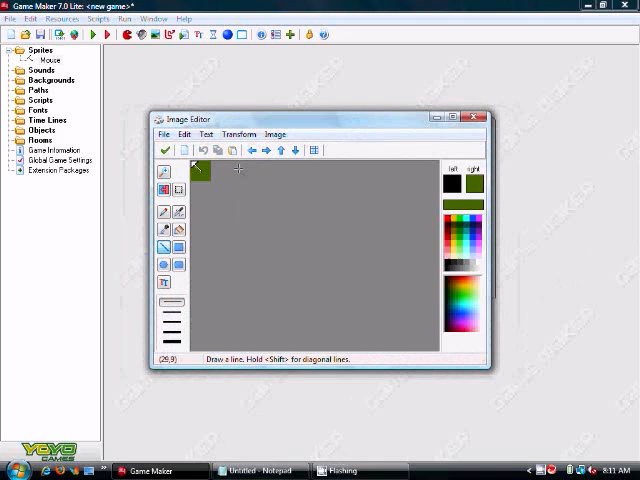 Game Maker 7.0 Lite: <new game>*
File Edit Resources Scripts Run Window Help
Sprites
Mouse
Sounds
Backgrounds
Paths
Scripts
Fonts
Time Lines
Objects
Rooms
Game Information
Global Game Settings
Extension Packages
Image Editor
File Edit Text Transform Image
left right
(29,9) Draw a line. Hold <Shift> for diagonal lines.
YOYO
GAMES
Game Maker
Untitled - Notepad
Flashing
8:11 AM